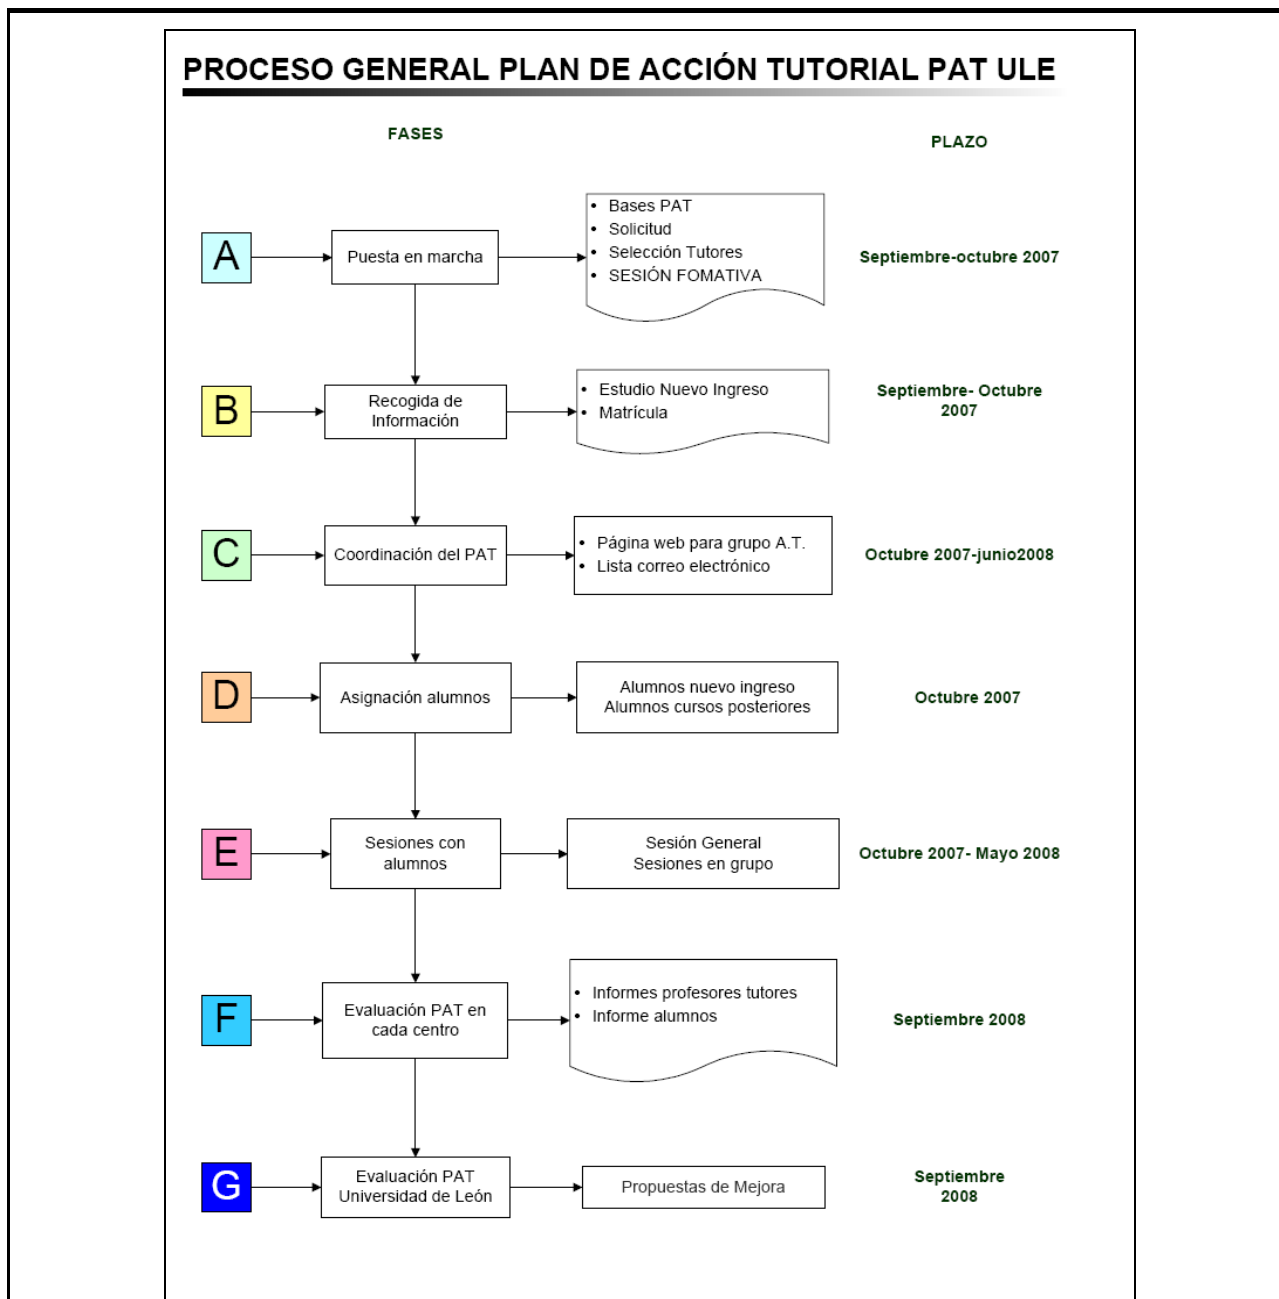 PROCESO GENERAL PLAN DE ACCIÓN TUTORIAL PAT ULE
FASES
PLAZO
A
Puesta en marcha
• Bases PAT
• Solicitud
• Selección Tutores
• SESIÓN FOMATIVA
Septiembre-octubre 2007
B
Recogida de
Información
• Estudio Nuevo Ingreso
• Matrícula
Septiembre- Octubre
2007
C
Coordinación del PAT
• Página web para grupo A.T.
• Lista correo electrónico
Octubre 2007-junio2008
D
Asignación alumnos
Alumnos nuevo ingreso
Alumnos cursos posteriores
Octubre 2007
E
Sesiones con
alumnos
Sesión General
Sesiones en grupo
Octubre 2007- Mayo 2008
F
Evaluación PAT en
cada centro
• Informes profesores tutores
• Informe alumnos
Septiembre 2008
G
Evaluación PAT
Universidad de León
Propuestas de Mejora
Septiembre
2008